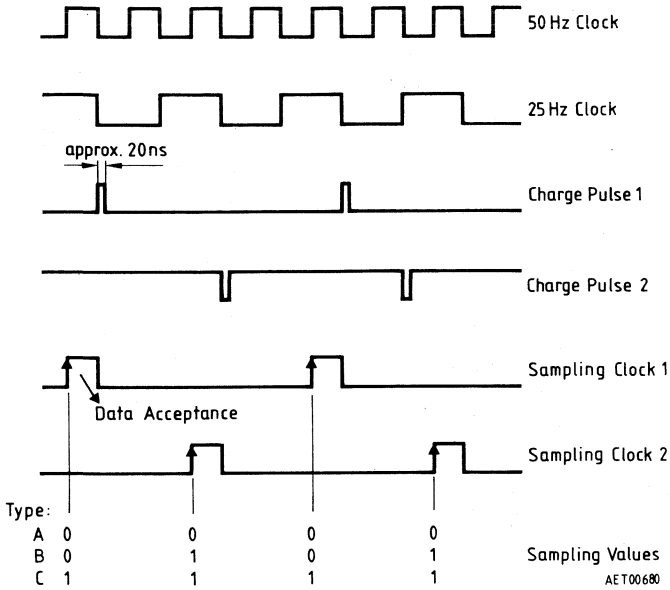 50 Hz Clock
25 Hz Clock
approx. 20ns
Charge Pulse 1
Charge Pulse 2
Sampling Clock 1
Data Acceptance
Sampling Clock 2
Type:
A 0 0 0 0
B 0 1 0 1 Sampling Values
C 1 1 1 1 AET00680